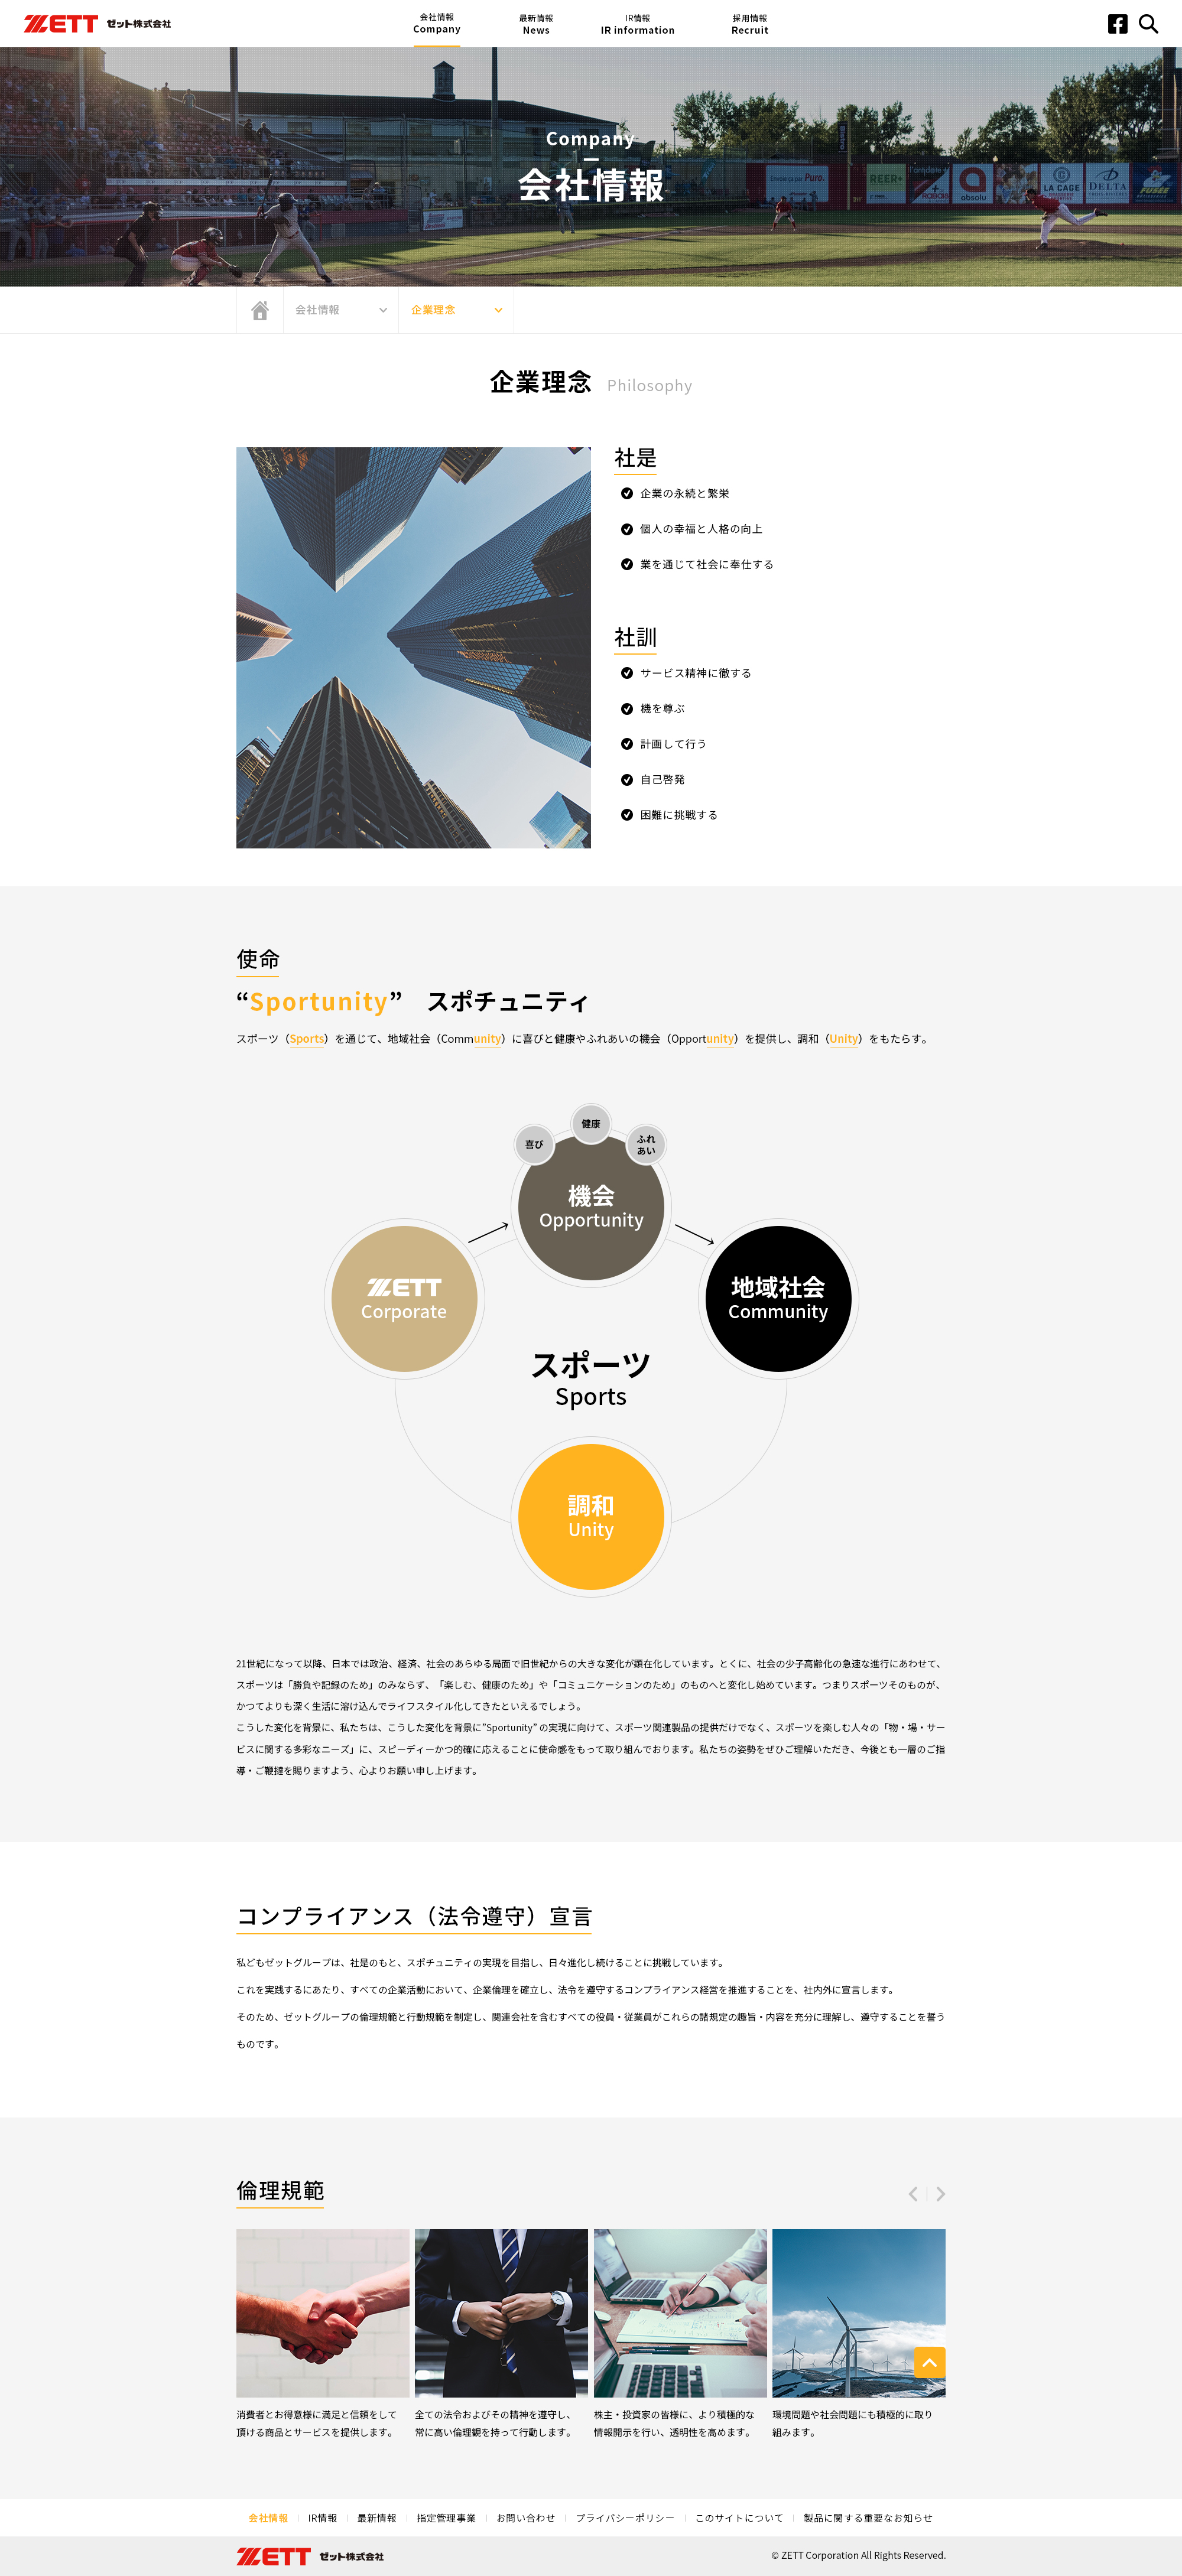 ZETT ゼット株式会社
会社情報
Company
最新情報
News
IR情報
IR information
採用情報
Recruit
Company
会社情報
会社情報
企業理念
企業理念 Philosophy
社是
企業の永続と繁栄
個人の幸福と人格の向上
業を通じて社会に奉仕する
社訓
サービス精神に徹する
機を尊ぶ
計画して行う
自己啓発
困難に挑戦する
使命
“Sportunity” スポチュニティ
スポーツ（Sports）を通じて、地域社会（Community）に喜びと健康やふれあいの機会（Opportunity）を提供し、調和（Unity）をもたらす。
喜び
健康
ふれ
あい
機会
Opportunity
ZETT
Corporate
地域社会
Community
スポーツ
Sports
調和
Unity
21世紀になって以降、日本では政治、経済、社会のあらゆる局面で旧世紀からの大きな変化が顕在化しています。とくに、社会の少子高齢化の急速な進行にあわせて、
スポーツは「勝負や記録のため」のみならず、「楽しむ、健康のため」や「コミュニケーションのため」のものへと変化し始めています。つまりスポーツそのものが、
かつてよりも深く生活に溶け込んでライフスタイル化してきたといえるでしょう。
こうした変化を背景に、私たちは、こうした変化を背景に”Sportunity” の実現に向けて、スポーツ関連製品の提供だけでなく、スポーツを楽しむ人々の「物・場・サー
ビスに関する多彩なニーズ」に、スピーディーかつ的確に応えることに使命感をもって取り組んでおります。私たちの姿勢をぜひご理解いただき、今後とも一層のご指
導・ご鞭撻を賜りますよう、心よりお願い申し上げます。
コンプライアンス（法令遵守）宣言
私どもゼットグループは、社是のもと、スポチュニティの実現を目指し、日々進化し続けることに挑戦しています。
これを実践するにあたり、すべての企業活動において、企業倫理を確立し、法令を遵守するコンプライアンス経営を推進することを、社内外に宣言します。
そのため、ゼットグループの倫理規範と行動規範を制定し、関連会社を含むすべての役員・従業員がこれらの諸規定の趣旨・内容を充分に理解し、遵守することを誓う
ものです。
倫理規範
消費者とお得意様に満足と信頼をして
頂ける商品とサービスを提供します。
全ての法令およびその精神を遵守し、
常に高い倫理観を持って行動します。
株主・投資家の皆様に、より積極的な
情報開示を行い、透明性を高めます。
環境問題や社会問題にも積極的に取り
組みます。
会社情報 IR情報 最新情報 指定管理事業 お問い合わせ プライバシーポリシー このサイトについて 製品に関する重要なお知らせ
ZETT ゼット株式会社
© ZETT Corporation All Rights Reserved.